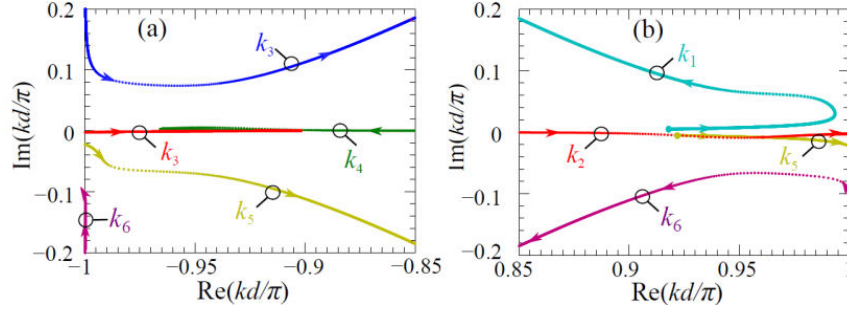 (a)
k3
k3
k4
k5
k6
0.2
0.1
0
−0.1
−0.2
−1
−0.95
−0.9
−0.85
Im(kd/π)
Re(kd/π)
(b)
k1
k2
k5
k6
0.2
0.1
0
−0.1
−0.2
0.85
0.9
0.95
Im(kd/π)
Re(kd/π)